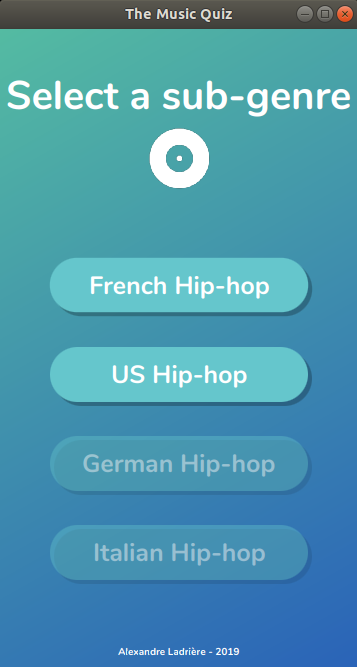 The Music Quiz
Select a sub-genre
French Hip-hop
US Hip-hop
German Hip-hop
Italian Hip-hop
Alexandre Ladrière - 2019